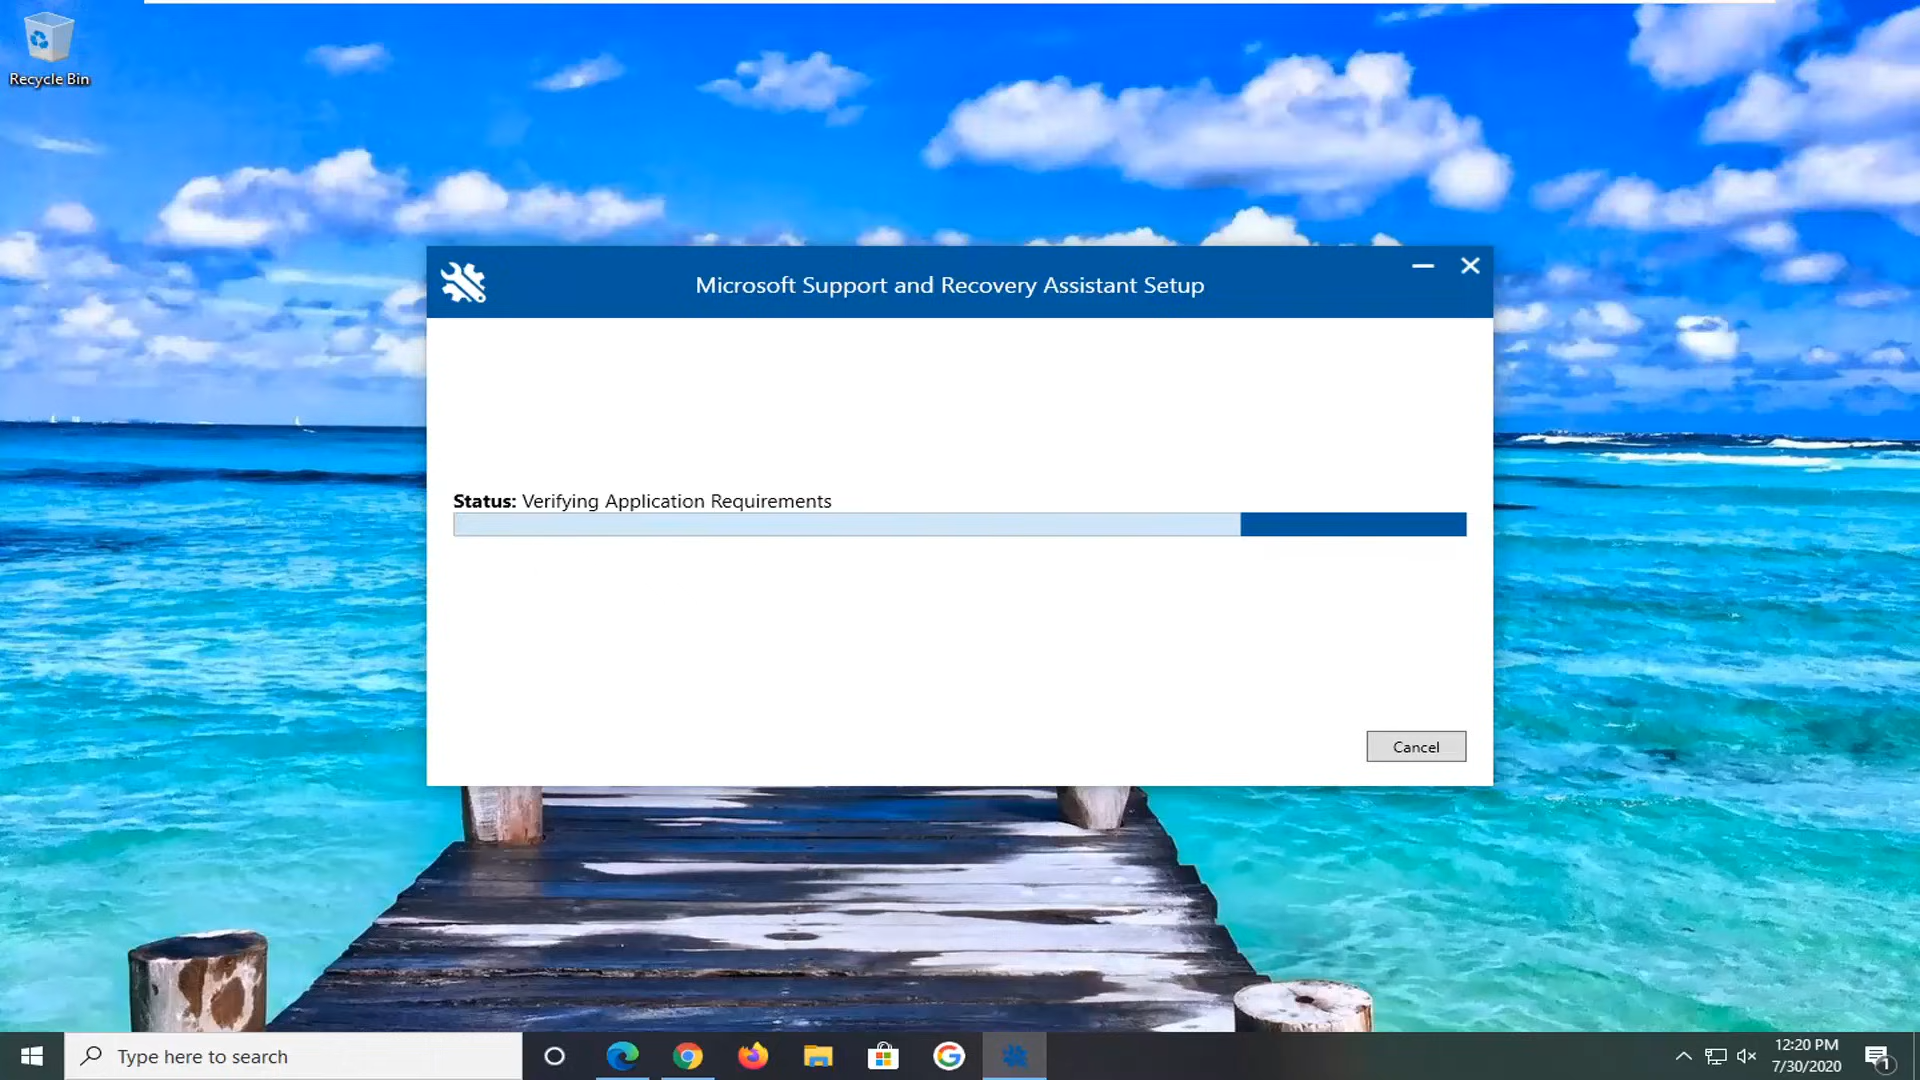 Recycle Bin
Microsoft Support and Recovery Assistant Setup
Status: Verifying Application Requirements
Cancel
Type here to search
12:20 PM
7/30/2020
1